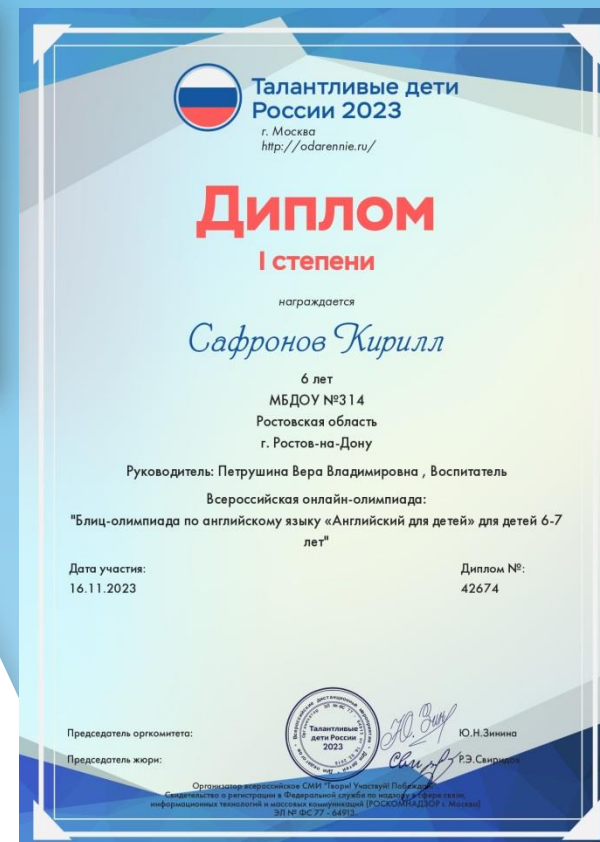 Талантливые дети
России 2023
г. Москва
http://odarennie.ru/
Диплом
I степени
награждается
Сафронов Кирилл
6 лет
МБДОУ №314
Ростовская область
г. Ростов-на-Дону
Руководитель: Петрушина Вера Владимировна , Воспитатель
Всероссийская онлайн-олимпиада:
"Блиц-олимпиада по английскому языку «Английский для детей» для детей 6-7
лет"
Дата участия:
16.11.2023
Диплом №:
42674
Председатель оргкомитета:
Ю.Н.Зинина
Председатель жюри:
Р.Э.Свиридов
Талантливые
дети России
2023
Организатор всероссийское СМИ "Твори! Участвуй! Побеждай!"
Свидетельство о регистрации в Федеральной службе по надзору в сфере связи,
информационных технологий и массовых коммуникаций (РОСКОМНАДЗОР г. Москва)
ЭЛ № ФС 77 - 64913.